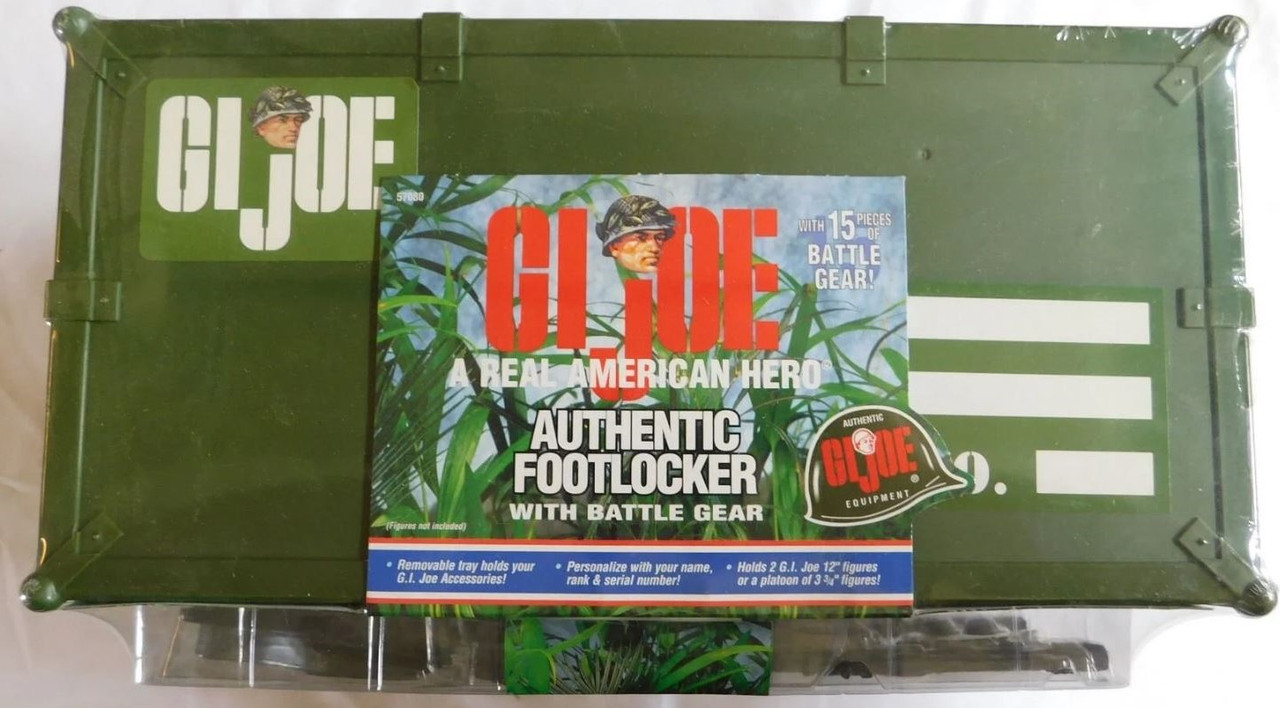 GI JOE
57030
GI JOE
WITH 15 PIECES OF
BATTLE
GEAR!
A REAL AMERICAN HERO®
AUTHENTIC
FOOTLOCKER
WITH BATTLE GEAR
(Figures not included)
AUTHENTIC
GI JOE
®
EQUIPMENT
O.
• Removable tray holds your
G.I. Joe Accessories!
• Personalize with your name,
rank & serial number!
• Holds 2 G.I. Joe 12" figures
or a platoon of 3 3/4" figures!